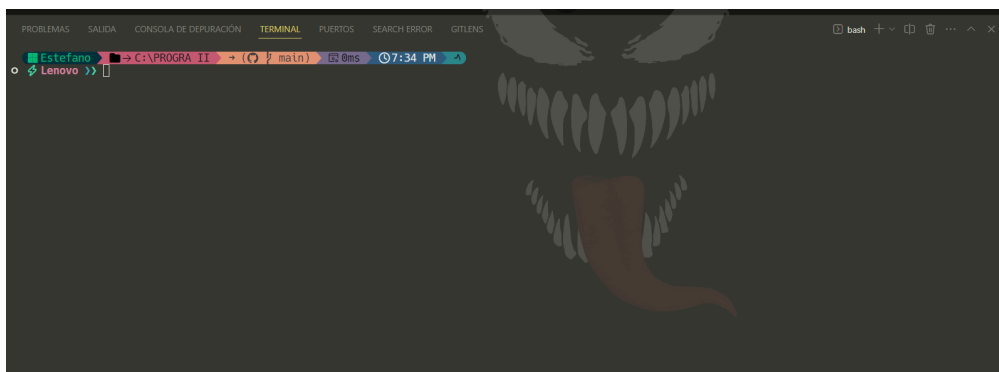 PROBLEMAS SALIDA CONSOLA DE DEPURACIÓN TERMINAL PUERTOS SEARCH ERROR GITLENS bash
Estefano → C:\PROGRA II → ( main) 0ms 7:34 PM
Lenovo ❯❯